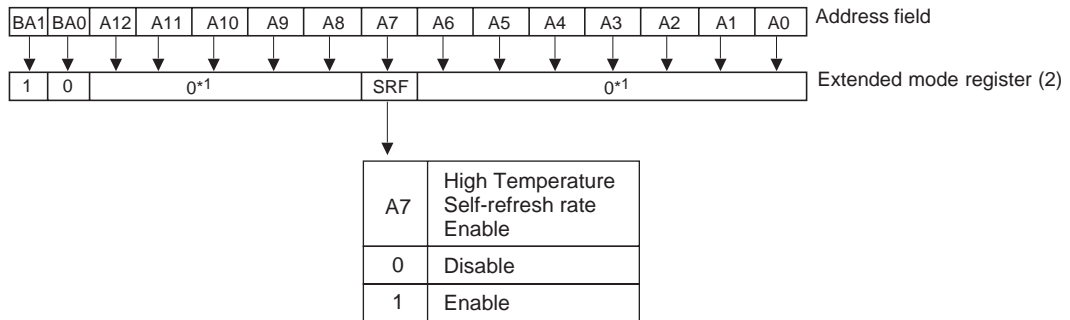 BA1 BA0 A12 A11 A10 A9 A8 A7 A6 A5 A4 A3 A2 A1 A0 Address field
1 0 0*1 SRF 0*1 Extended mode register (2)
A7 High Temperature
Self-refresh rate
Enable
0 Disable
1 Enable